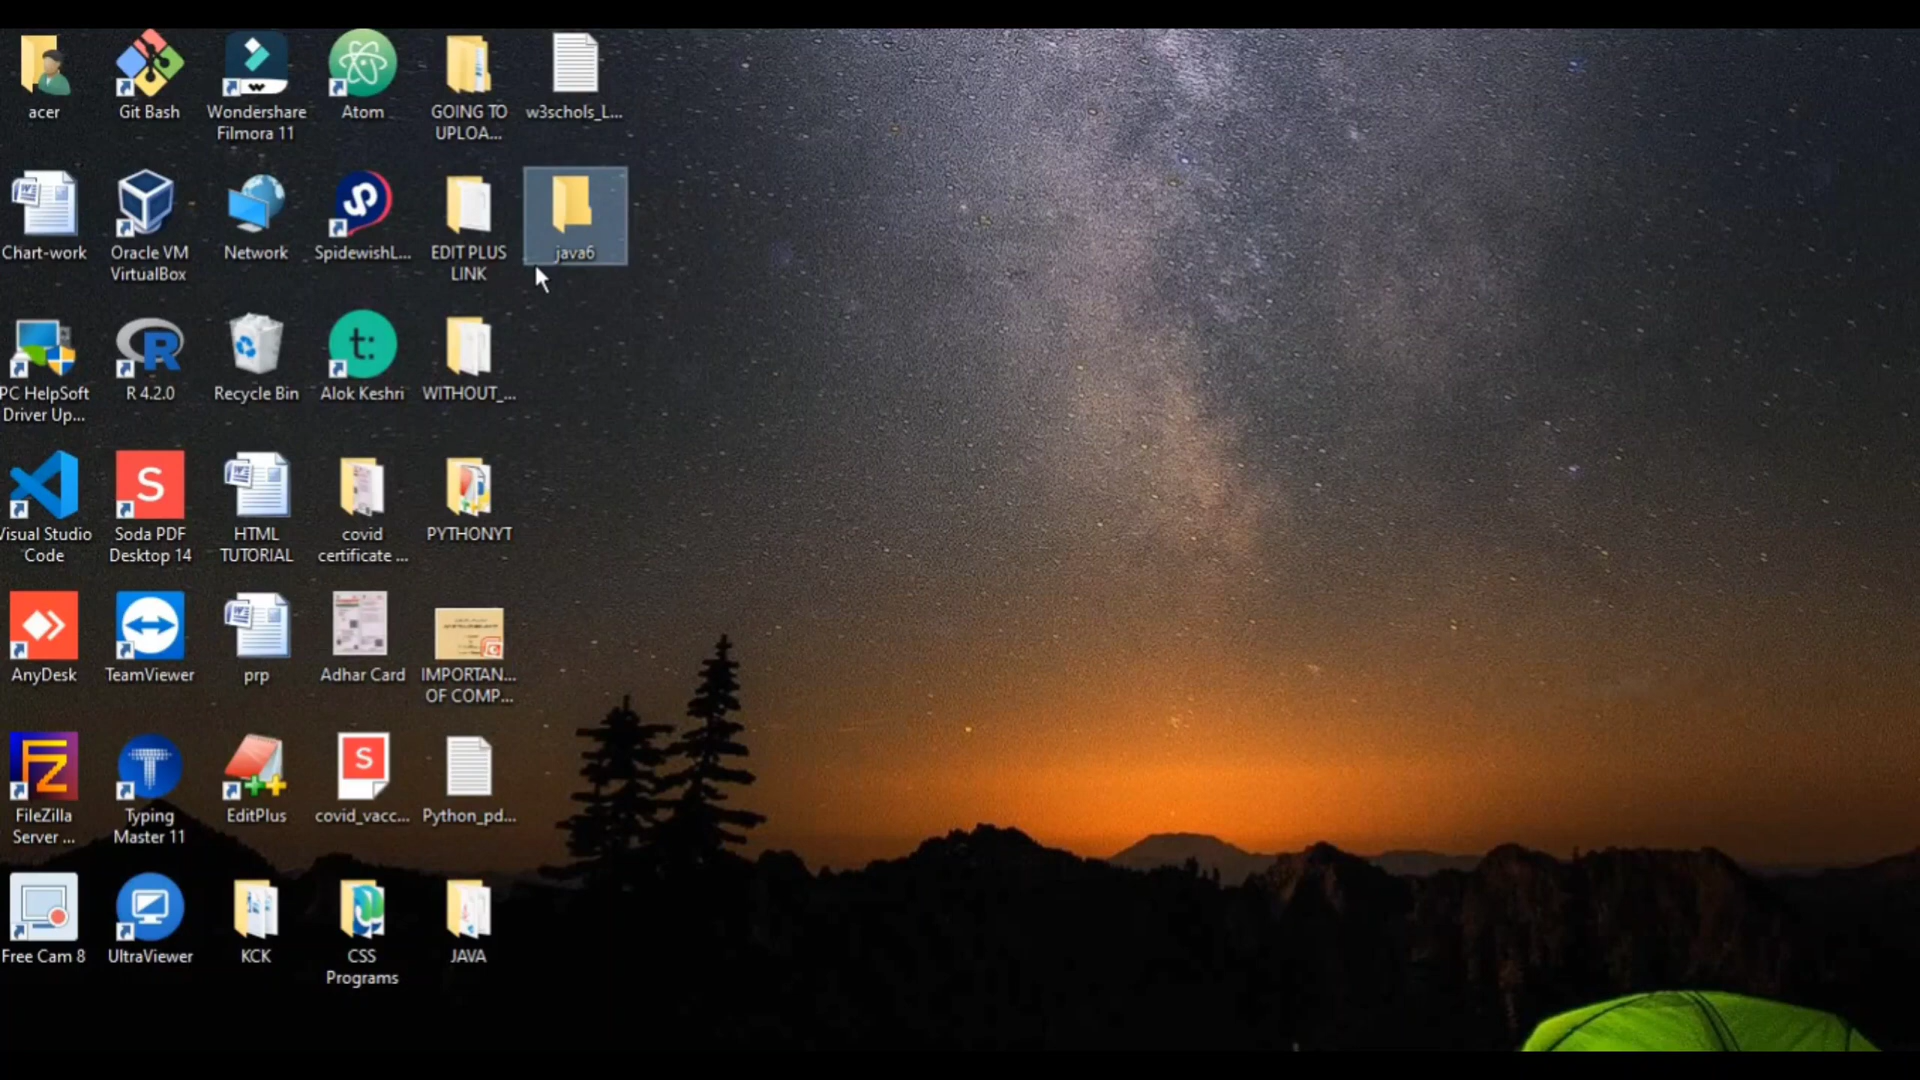 acer
Git Bash
Wondershare
Filmora 11
Atom
GOING TO
UPLOA...
w3schols_L...
Chart-work
Oracle VM
VirtualBox
Network
SpidewishL...
EDIT PLUS
LINK
java6
PC HelpSoft
Driver Up...
R 4.2.0
Recycle Bin
t:
Alok Keshri
WITHOUT_...
Visual Studio
Code
S
Soda PDF
Desktop 14
HTML
TUTORIAL
covid
certificate ...
PYTHONYT
AnyDesk
TeamViewer
prp
Adhar Card
IMPORTAN...
OF COMP...
FZ
FileZilla
Server ...
T
Typing
Master 11
EditPlus
S
covid_vacc...
Python_pd...
Free Cam 8
UltraViewer
KCK
CSS
Programs
JAVA